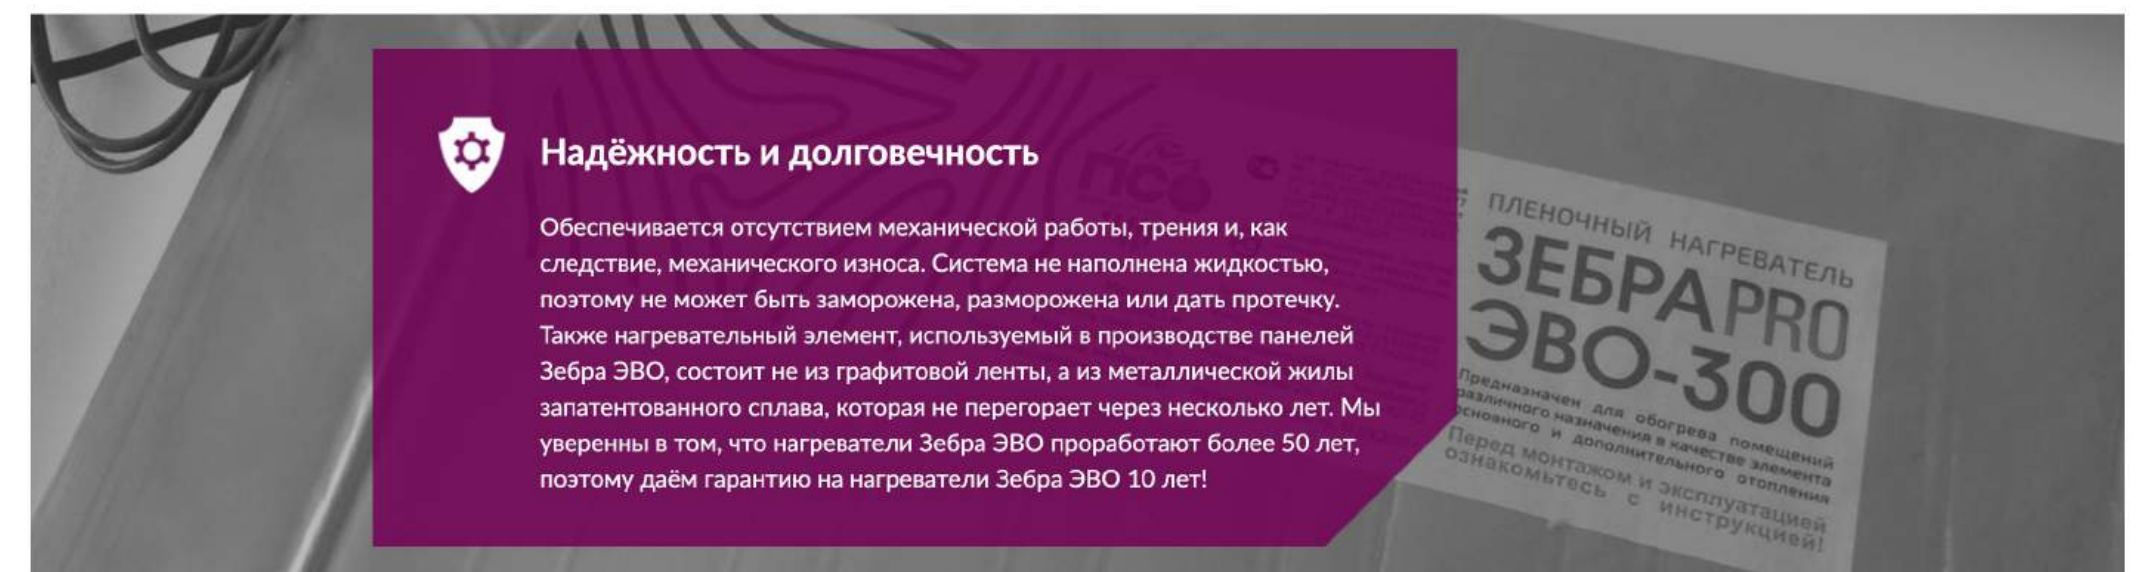 Надёжность и долговечность
Обеспечивается отсутствием механической работы, трения и, как
следствие, механического износа. Система не наполнена жидкостью,
поэтому не может быть заморожена, разморожена или дать протечку.
Также нагревательный элемент, используемый в производстве панелей
Зебра ЭВО, состоит не из графитовой ленты, а из металлической жилы
запатентованного сплава, которая не перегорает через несколько лет. Мы
уверенны в том, что нагреватели Зебра ЭВО проработают более 50 лет,
поэтому даём гарантию на нагреватели Зебра ЭВО 10 лет!
ПСО
ПЛЕНОЧНЫЙ НАГРЕВАТЕЛЬ
ЗЕБРА PRO
ЭВО-300
Предназначен для обогрева помещений
различного назначения в качестве элемента
основного и дополнительного отопления
Перед монтажом и эксплуатацией
ознакомьтесь с инструкцией!